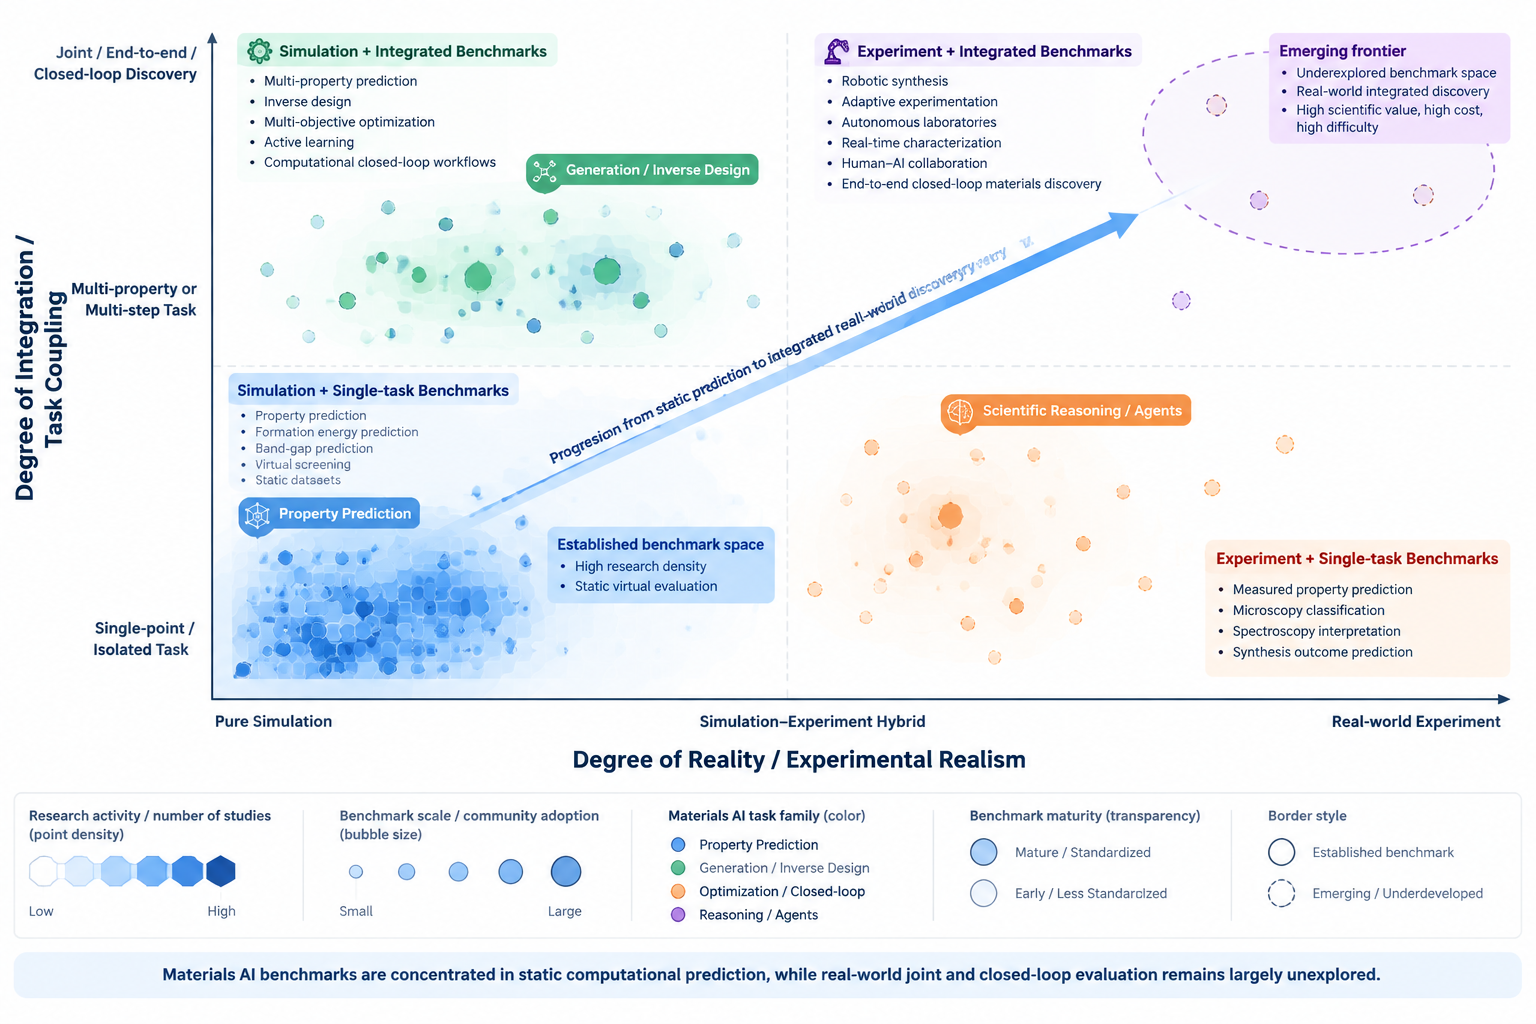 Joint / End-to-end /
Closed-loop Discovery
Multi-property or
Multi-step Task
Single-point /
Isolated Task
Degree of Integration /
Task Coupling
Simulation + Integrated Benchmarks
• Multi-property prediction
• Inverse design
• Multi-objective optimization
• Active learning
• Computational closed-loop workflows
Generation / Inverse Design
Experiment + Integrated Benchmarks
• Robotic synthesis
• Adaptive experimentation
• Autonomous laboratories
• Real-time characterization
• Human–AI collaboration
• End-to-end closed-loop materials discovery
Emerging frontier
• Underexplored benchmark space
• Real-world integrated discovery
• High scientific value, high cost,
high difficulty
Progresion from static prediction to integrated reall-world discoveryry
Simulation + Single-task Benchmarks
• Property prediction
• Formation energy prediction
• Band-gap prediction
• Virtual screening
• Static datasets
Property Prediction
Established benchmark space
• High research density
• Static virtual evaluation
Scientific Reasoning / Agents
Experiment + Single-task Benchmarks
• Measured property prediction
• Microscopy classification
• Spectroscopy interpretation
• Synthesis outcome prediction
Pure Simulation
Simulation–Experiment Hybrid
Real-world Experiment
Degree of Reality / Experimental Realism
Research activity / number of studies
(point density)
Low
High
Benchmark scale / community adoption
(bubble size)
Small
Large
Materials AI task family (color)
Property Prediction
Generation / Inverse Design
Optimization / Closed-loop
Reasoning / Agents
Benchmark maturity (transparency)
Mature / Standardized
Early / Less Standardized
Border style
Established benchmark
Emerging / Underdeveloped
Materials AI benchmarks are concentrated in static computational prediction, while real-world joint and closed-loop evaluation remains largely unexplored.